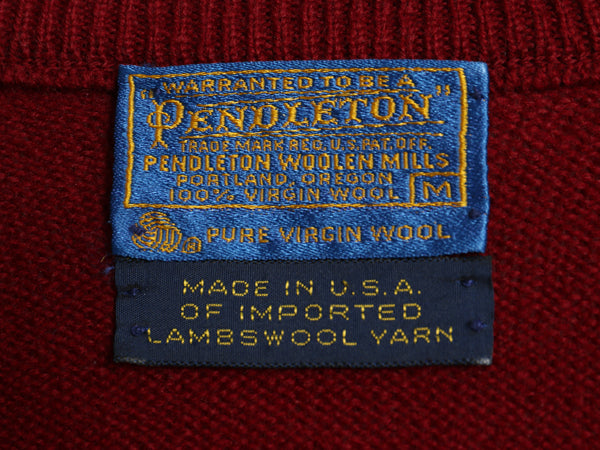 WARRANTED TO BE A
"PENDLETON"
TRADE MARK REG. U.S. PAT. OFF.
PENDLETON WOOLEN MILLS
PORTLAND, OREGON
100% VIRGIN WOOL M
® PURE VIRGIN WOOL
MADE IN U.S.A.
OF IMPORTED
LAMBSWOOL YARN